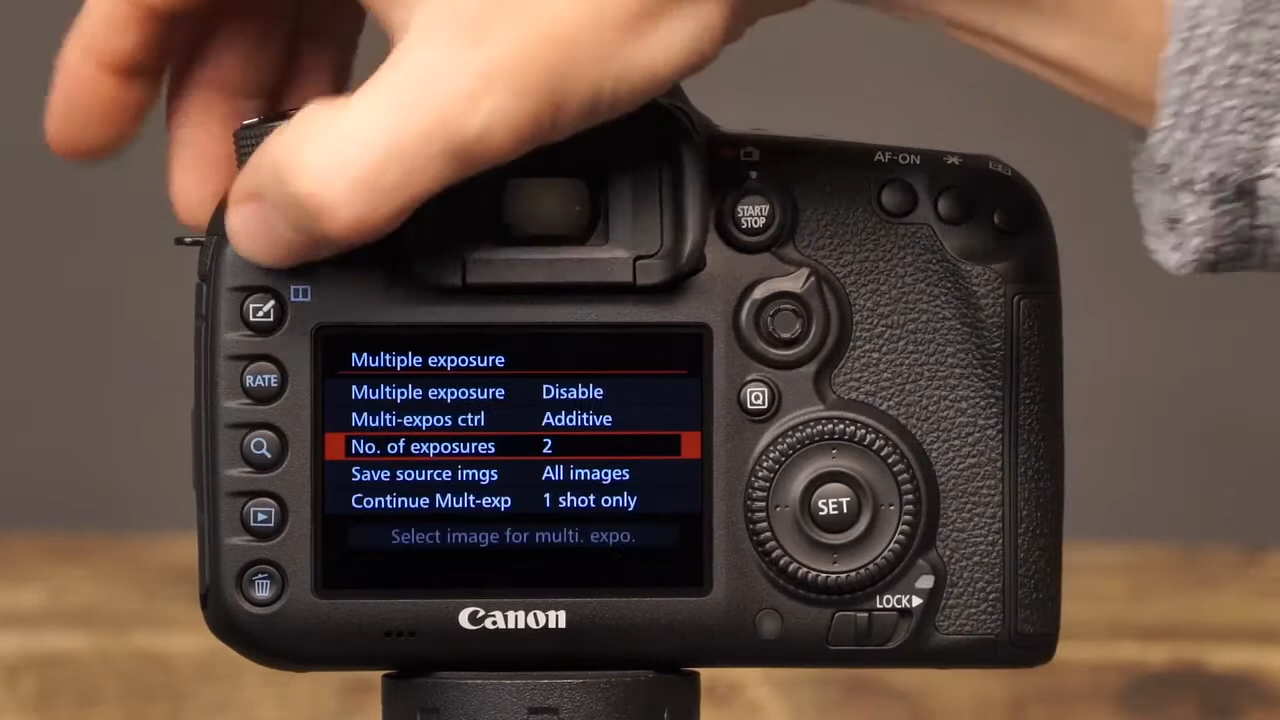 AF-ON
START/
STOP
RATE
Multiple exposure
Multiple exposure Disable
Multi-expos ctrl Additive
No. of exposures 2
Save source imgs All images
Continue Mult-exp 1 shot only
Select image for multi. expo.
Q
SET
LOCK
Canon